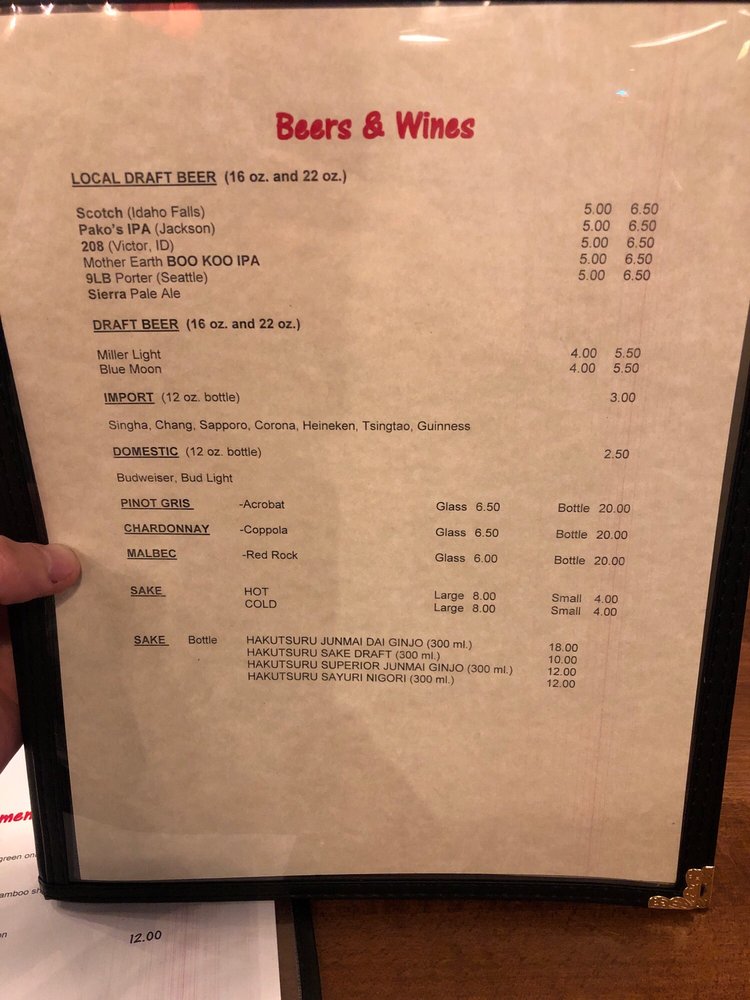 Beers & Wines
LOCAL DRAFT BEER (16 oz. and 22 oz.)
Scotch (Idaho Falls) 5.00 6.50
Pako's IPA (Jackson) 5.00 6.50
208 (Victor, ID) 5.00 6.50
Mother Earth BOO KOO IPA 5.00 6.50
9LB Porter (Seattle) 5.00 6.50
Sierra Pale Ale
DRAFT BEER (16 oz. and 22 oz.)
Miller Light 4.00 5.50
Blue Moon 4.00 5.50
IMPORT (12 oz. bottle) 3.00
Singha, Chang, Sapporo, Corona, Heineken, Tsingtao, Guinness
DOMESTIC (12 oz. bottle) 2.50
Budweiser, Bud Light
PINOT GRIS -Acrobat Glass 6.50 Bottle 20.00
CHARDONNAY -Coppola Glass 6.50 Bottle 20.00
MALBEC -Red Rock Glass 6.00 Bottle 20.00
SAKE HOT Large 8.00 Small 4.00
COLD Large 8.00 Small 4.00
SAKE Bottle HAKUTSURU JUNMAI DAI GINJO (300 ml.) 18.00
HAKUTSURU SAKE DRAFT (300 ml.) 10.00
HAKUTSURU SUPERIOR JUNMAI GINJO (300 ml.) 12.00
HAKUTSURU SAYURI NIGORI (300 ml.) 12.00
men
green on
amboo sh
12.00